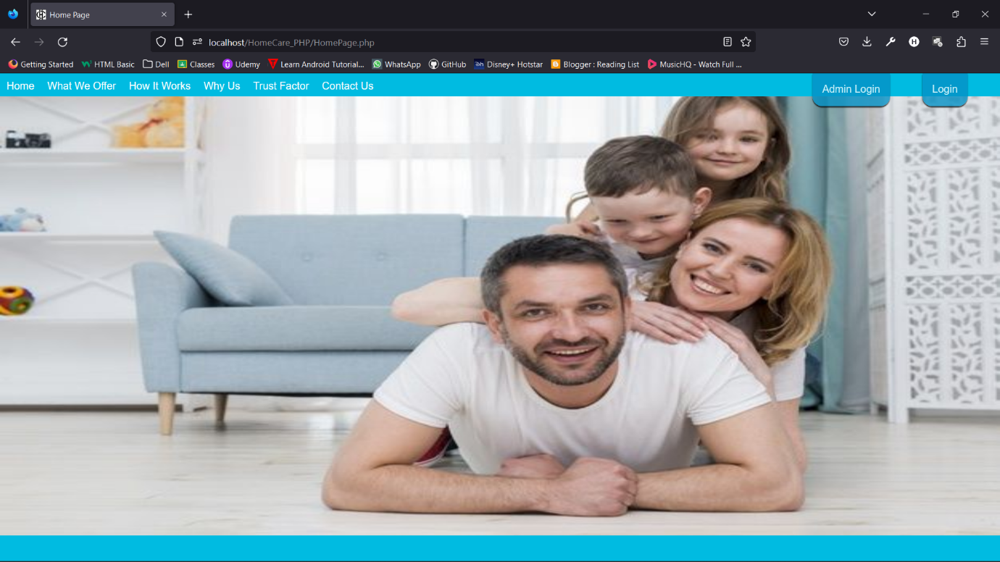 Home Page
localhost/HomeCare_PHP/HomePage.php
Getting Started HTML Basic Dell Classes Udemy Learn Android Tutorial... WhatsApp GitHub Disney+ Hotstar Blogger : Reading List MusicHQ - Watch Full ...
Home What We Offer How It Works Why Us Trust Factor Contact Us Admin Login Login